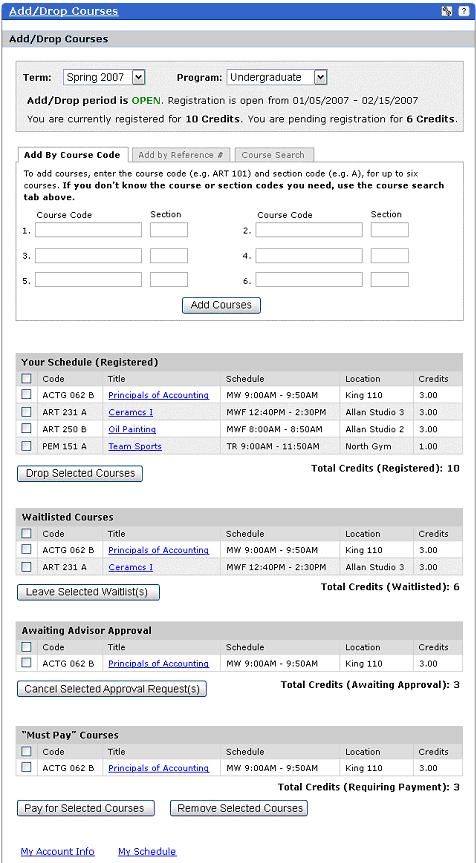 Add/Drop Courses
Add/Drop Courses
Term: Spring 2007 Program: Undergraduate
Add/Drop period is OPEN. Registration is open from 01/05/2007 - 02/15/2007
You are currently registered for 10 Credits. You are pending registration for 6 Credits.
Add By Course Code Add by Reference # Course Search
To add courses, enter the course code (e.g. ART 101) and section code (e.g. A), for up to six
courses. If you don't know the course or section codes you need, use the course search
tab above.
Course Code Section Course Code Section
1. 2.
3. 4.
5. 6.
Add Courses
Your Schedule (Registered)
Code Title Schedule Location Credits
ACTG 062 B Principals of Accounting MW 9:00AM - 9:50AM King 110 3.00
ART 231 A Ceramcs I MWF 12:40PM - 2:30PM Allan Studio 3 3.00
ART 250 B Oil Painting MWF 8:00AM - 8:50AM Allan Studio 2 3.00
PEM 151 A Team Sports TR 9:00AM - 11:50AM North Gym 1.00
Drop Selected Courses Total Credits (Registered): 10
Waitlisted Courses
Code Title Schedule Location Credits
ACTG 062 B Principals of Accounting MW 9:00AM - 9:50AM King 110 3.00
ART 231 A Ceramcs I MWF 12:40PM - 2:30PM Allan Studio 3 3.00
Leave Selected Waitlist(s) Total Credits (Waitlisted): 6
Awaiting Advisor Approval
Code Title Schedule Location Credits
ACTG 062 B Principals of Accounting MW 9:00AM - 9:50AM King 110 3.00
Cancel Selected Approval Request(s) Total Credits (Awaiting Approval): 3
"Must Pay" Courses
Code Title Schedule Location Credits
ACTG 062 B Principals of Accounting MW 9:00AM - 9:50AM King 110 3.00
Total Credits (Requiring Payment): 3
Pay for Selected Courses Remove Selected Courses
My Account Info My Schedule